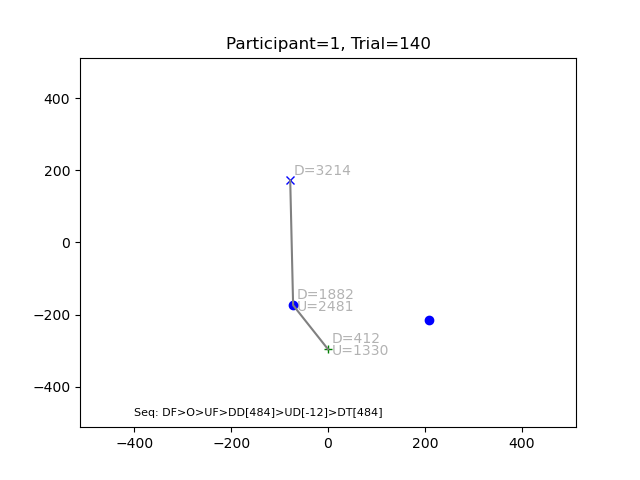 Participant=1, Trial=140
400
200
0
−200
−400
D=3214
D=1882
U=2481
D=412
U=1330
Seq: DF>O>UF>DD[484]>UD[-12]>DT[484]
−400
−200
0
200
400